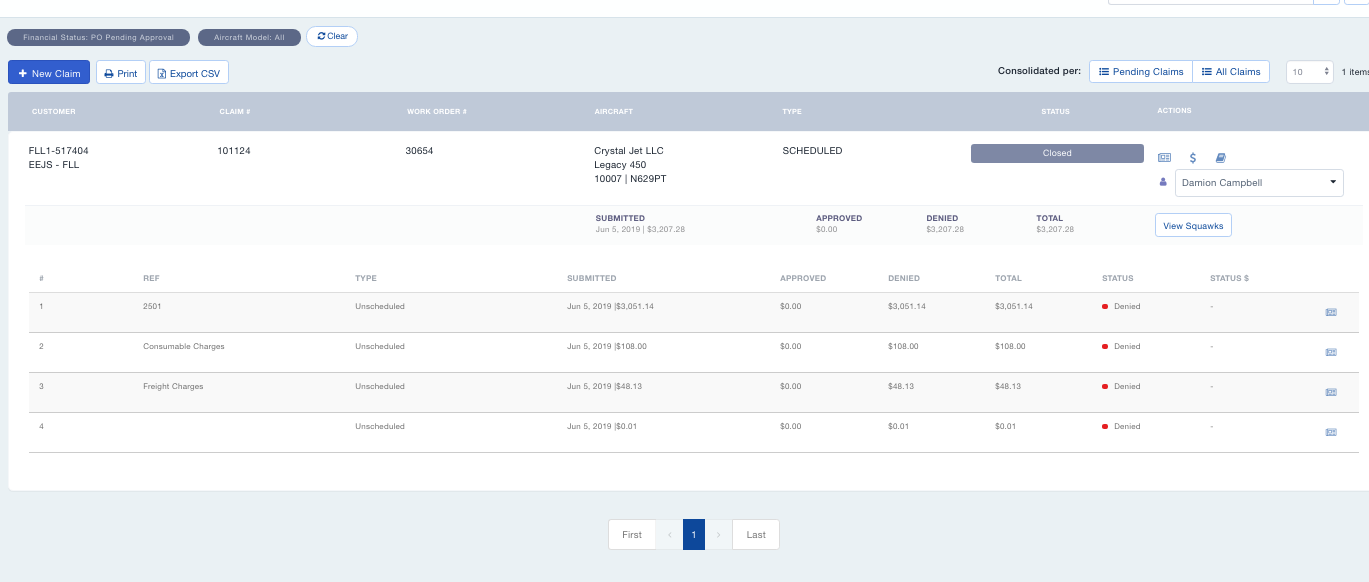 Financial Status: PO Pending Approval Aircraft Model: All Clear
New Claim Print Export CSV Consolidated per: Pending Claims All Claims 10 1 items
CUSTOMER CLAIM # WORK ORDER # AIRCRAFT TYPE STATUS ACTIONS
FLL1-517404 101124 30654 Crystal Jet LLC SCHEDULED Closed
EEJS - FLL Legacy 450
10007 | N629PT Damion Campbell
SUBMITTED APPROVED DENIED TOTAL
Jun 5, 2019 | $3,207.28 $0.00 $3,207.28 $3,207.28 View Squawks
# REF TYPE SUBMITTED APPROVED DENIED TOTAL STATUS STATUS $
1 2501 Unscheduled Jun 5, 2019 |$3,051.14 $0.00 $3,051.14 $3,051.14 Denied -
2 Consumable Charges Unscheduled Jun 5, 2019 |$108.00 $0.00 $108.00 $108.00 Denied -
3 Freight Charges Unscheduled Jun 5, 2019 |$48.13 $0.00 $48.13 $48.13 Denied -
4 Unscheduled Jun 5, 2019 |$0.01 $0.00 $0.01 $0.01 Denied -
First ‹ 1 › Last